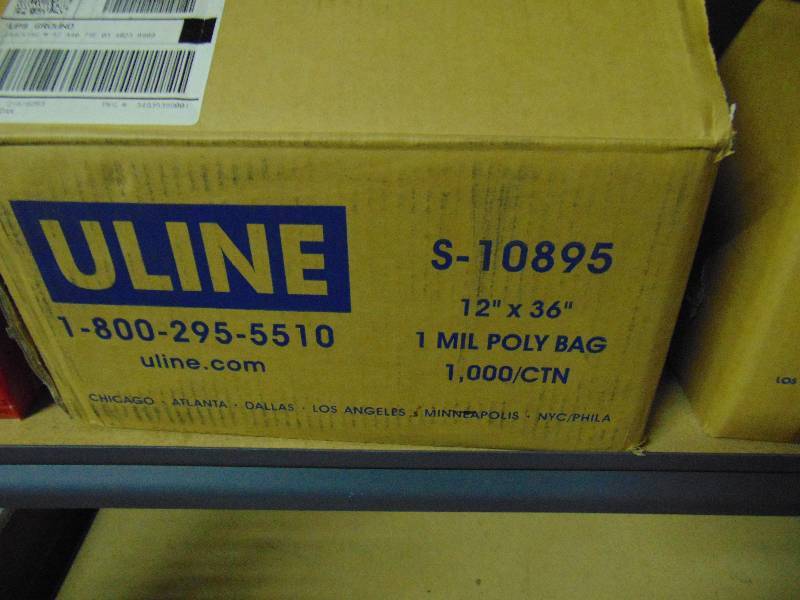 UPS GROUND
ULINE
1-800-295-5510
uline.com
S-10895
12" x 36"
1 MIL POLY BAG
1,000/CTN
CHICAGO · ATLANTA · DALLAS · LOS ANGELES · MINNEAPOLIS · NYC/PHILA
LOS